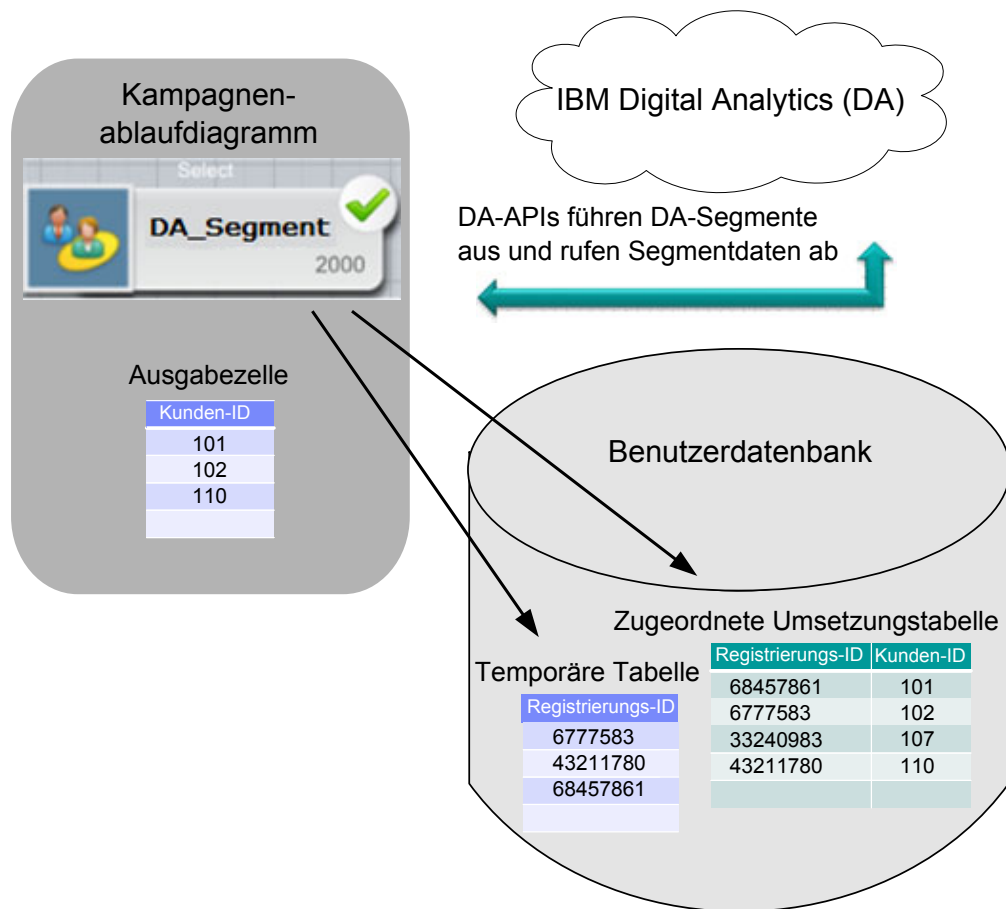 Kampagnen-
ablaufdiagramm
Select
DA_Segment
2000
Ausgabezelle
Kunden-ID
101
102
110
IBM Digital Analytics (DA)
DA-APIs führen DA-Segmente
aus und rufen Segmentdaten ab
Benutzerdatenbank
Zugeordnete Umsetzungstabelle
Registrierungs-ID Kunden-ID
68457861 101
6777583 102
33240983 107
43211780 110
Temporäre Tabelle
Registrierungs-ID
6777583
43211780
68457861